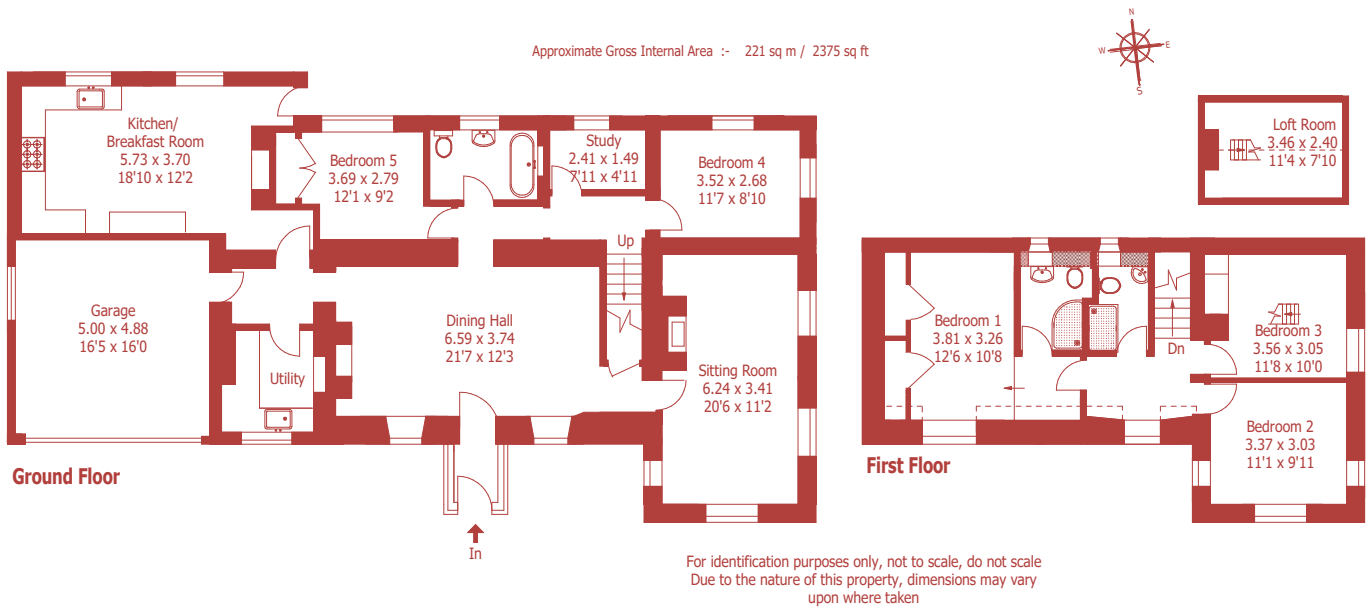 Approximate Gross Internal Area :- 221 sq m / 2375 sq ft
N
W
E
S
Kitchen/
Breakfast Room
5.73 x 3.70
18'10 x 12'2
Bedroom 5
3.69 x 2.79
12'1 x 9'2
Study
2.41 x 1.49
7'11 x 4'11
Bedroom 4
3.52 x 2.68
11'7 x 8'10
Loft Room
3.46 x 2.40
11'4 x 7'10
Up
Garage
5.00 x 4.88
16'5 x 16'0
Dining Hall
6.59 x 3.74
21'7 x 12'3
Utility
Sitting Room
6.24 x 3.41
20'6 x 11'2
Bedroom 1
3.81 x 3.26
12'6 x 10'8
Dn
Bedroom 3
3.56 x 3.05
11'8 x 10'0
Bedroom 2
3.37 x 3.03
11'1 x 9'11
Ground Floor
First Floor
In
For identification purposes only, not to scale, do not scale
Due to the nature of this property, dimensions may vary
upon where taken